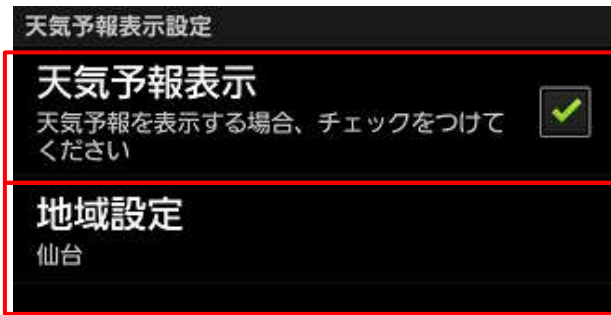 天気予報表示設定
天気予報表示
天気予報を表示する場合、チェックをつけて
ください
地域設定
仙台